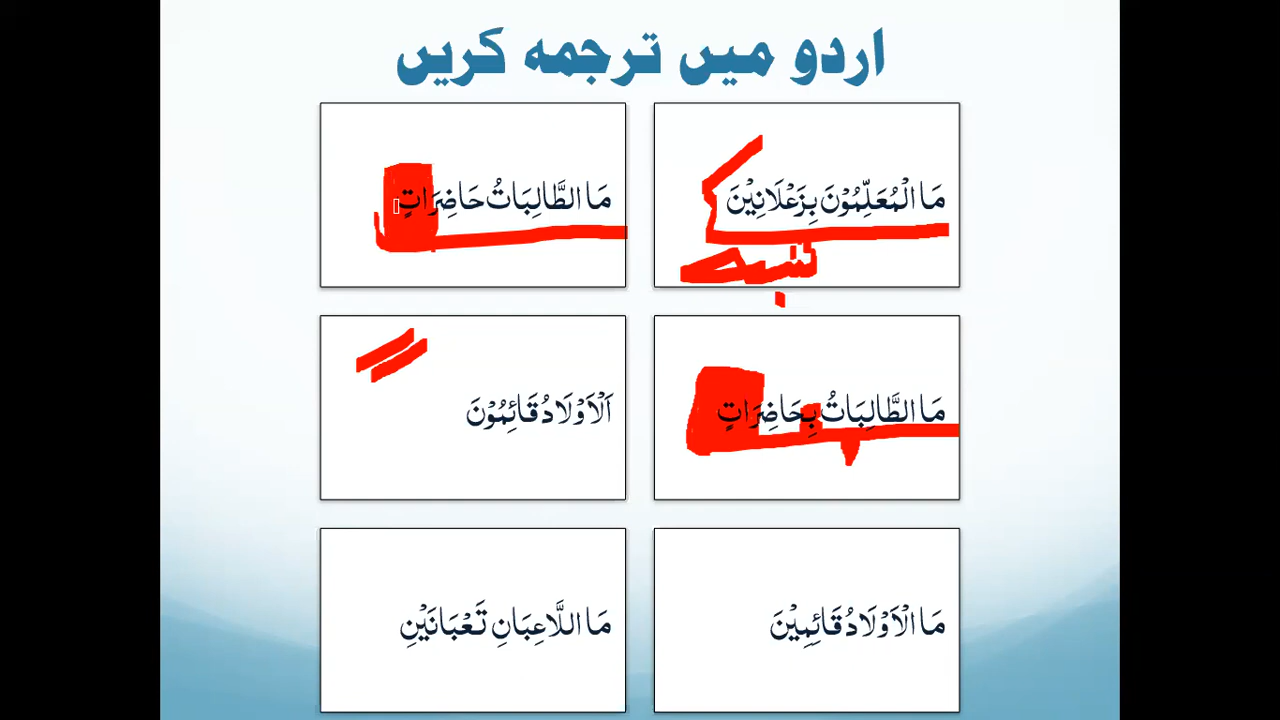 اردو میں ترجمہ کریں
مَا الْمُعَلِّمُوْنَ بِزَعْلَانِيْنَ
مَا الطَّالِبَاتُ حَاضِرَاتٍ
مَا الطَّالِبَاتُ بِحَاضِرَاتٍ
اَلْاَوْلَادُ قَائِمُوْنَ
مَا الْاَوْلَادُ قَائِمِيْنَ
مَا اللَّاعِبَانِ تَعْبَانَيْنِ